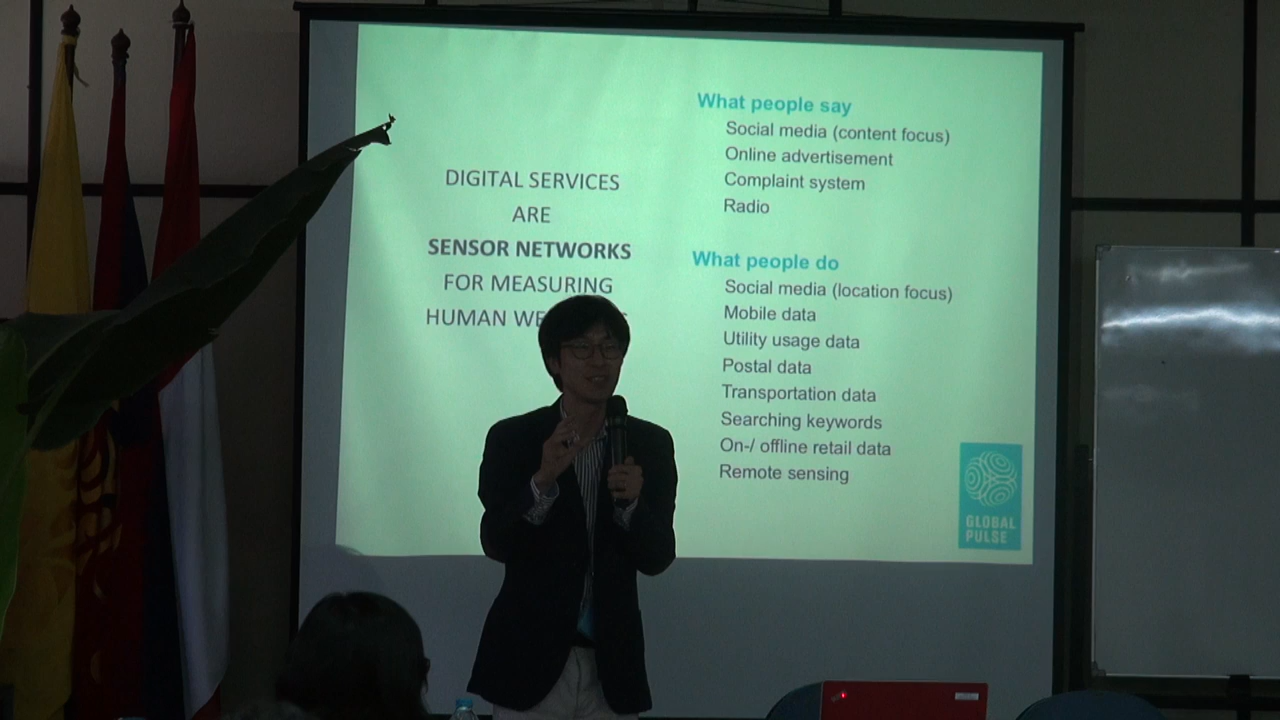 DIGITAL SERVICES
ARE
SENSOR NETWORKS
FOR MEASURING
HUMAN
What people say
Social media (content focus)
Online advertisement
Complaint system
Radio
What people do
Social media (location focus)
Mobile data
Utility usage data
Postal data
Transportation data
Searching keywords
On-/ offline retail data
Remote sensing
GLOBAL
PULSE